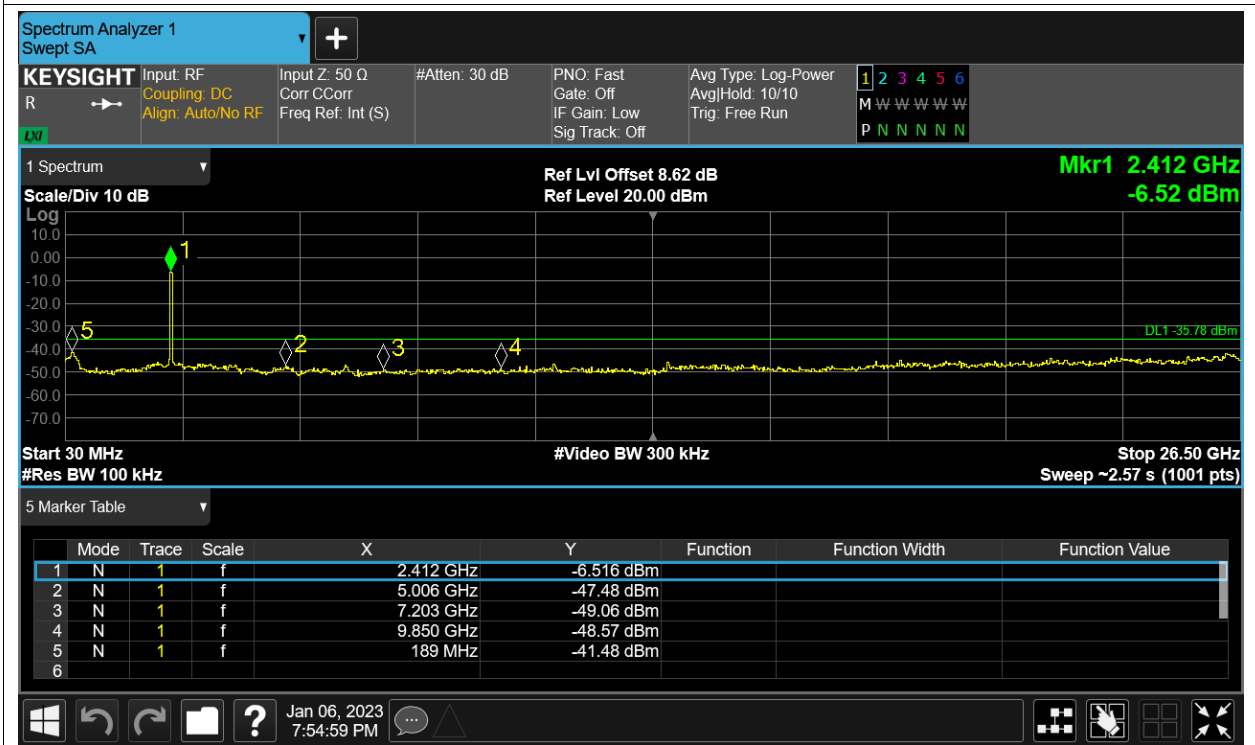 Spectrum Analyzer 1
Swept SA
KEYSIGHT
R
LXI
Input: RF
Coupling: DC
Align: Auto/No RF
Input Z: 50 Ω
Corr CCorr
Freq Ref: Int (S)
#Atten: 30 dB
PNO: Fast
Gate: Off
IF Gain: Low
Sig Track: Off
Avg Type: Log-Power
Avg|Hold: 10/10
Trig: Free Run
1 2 3 4 5 6
M W W W W W
P N N N N N
1 Spectrum
Scale/Div 10 dB
Ref Lvl Offset 8.62 dB
Ref Level 20.00 dBm
Mkr1 2.412 GHz
-6.52 dBm
Log
10.0
0.00
-10.0
-20.0
-30.0
-40.0
-50.0
-60.0
-70.0
1
5
2
3
4
DL1 -35.78 dBm
Start 30 MHz
#Res BW 100 kHz
#Video BW 300 kHz
Stop 26.50 GHz
Sweep ~2.57 s (1001 pts)
5 Marker Table
Mode Trace Scale X Y Function Function Width Function Value
1 N 1 f 2.412 GHz -6.516 dBm
2 N 1 f 5.006 GHz -47.48 dBm
3 N 1 f 7.203 GHz -49.06 dBm
4 N 1 f 9.850 GHz -48.57 dBm
5 N 1 f 189 MHz -41.48 dBm
6
?
Jan 06, 2023
7:54:59 PM